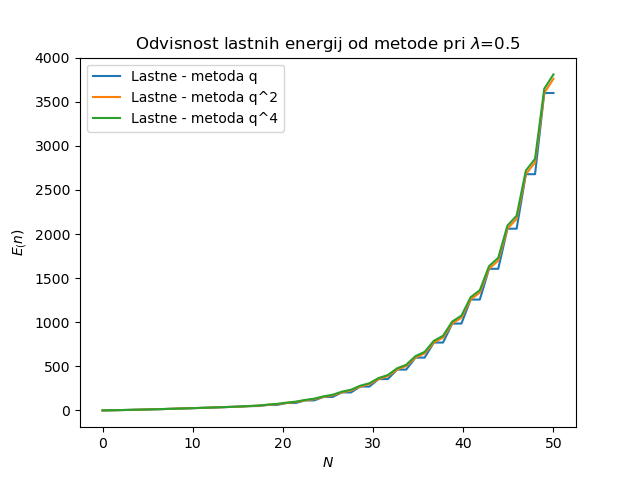 Odvisnost lastnih energij od metode pri λ=0.5
Lastne - metoda q
Lastne - metoda q^2
Lastne - metoda q^4
4000
3500
3000
2500
2000
1500
1000
500
0
E(n)
0 10 20 30 40 50
N